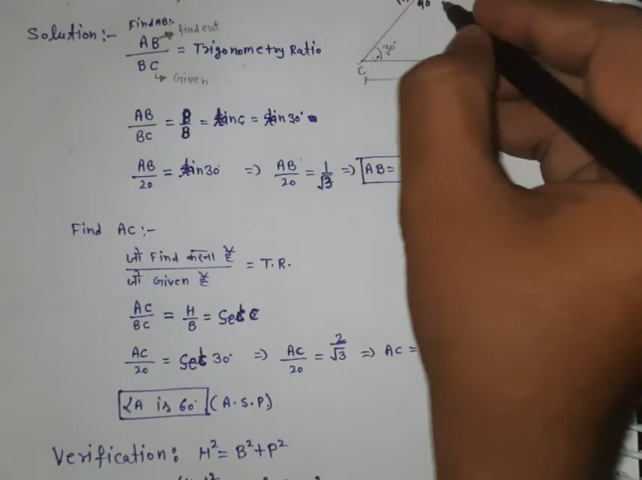 Solution:- Find AB:-
AB → find out
BC → Given
= Trigonometry Ratio
AB/BC = P/B = tan C = tan 30°
AB/20 = tan 30° => AB/20 = 1/√3 => AB=
Find AC:-
जो Find करना है / जो Given है = T.R.
AC/BC = H/B = Sec C
AC/20 = Sec 30° => AC/20 = 2/√3 => AC =
∠A is 60° (A.S.P.)
Verification: H² = B² + P²
30°
C
90